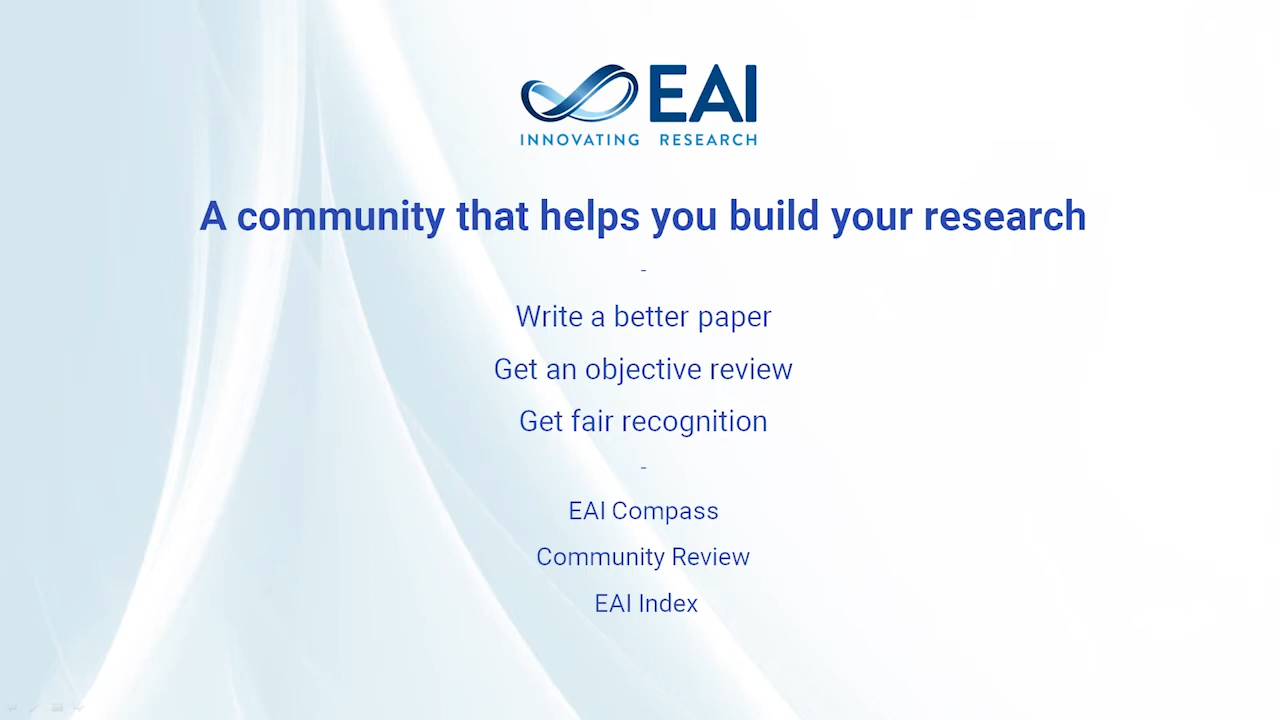 EAI
INNOVATING RESEARCH
A community that helps you build your research
-
Write a better paper
Get an objective review
Get fair recognition
-
EAI Compass
Community Review
EAI Index